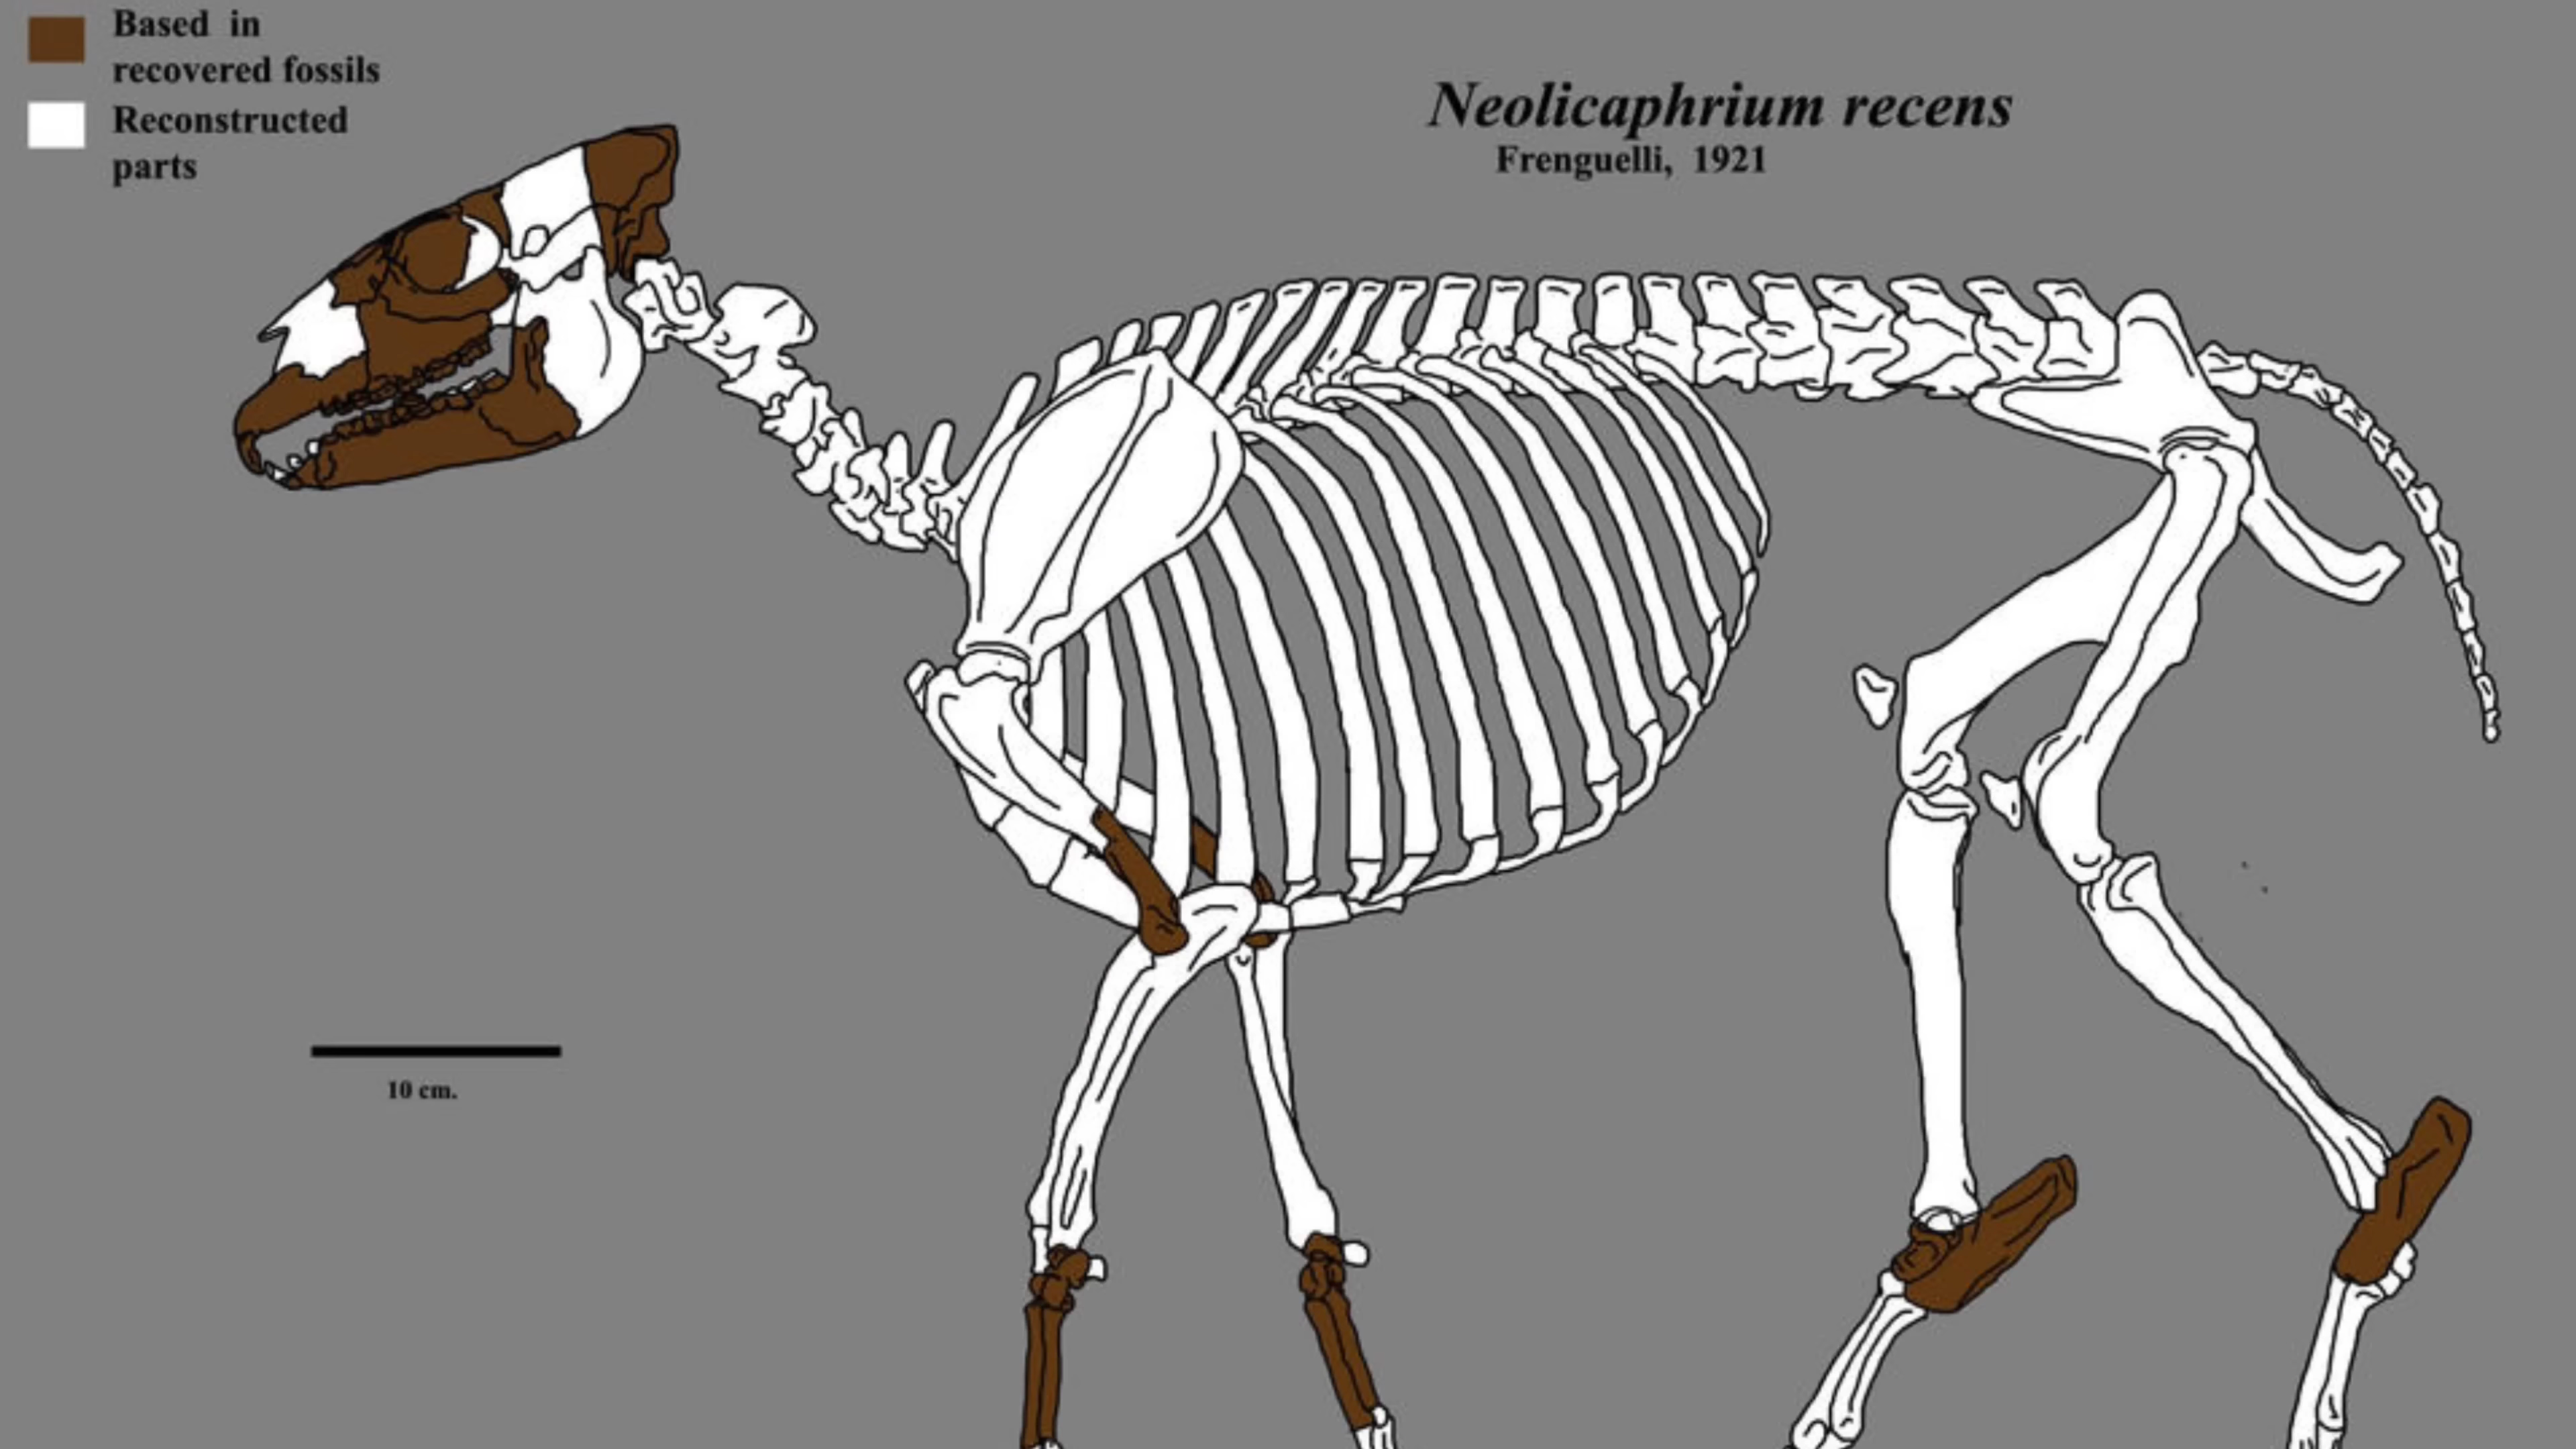 Based in
recovered fossils
Reconstructed
parts
Neolicaphrium recens
Frenguelli, 1921
10 cm.